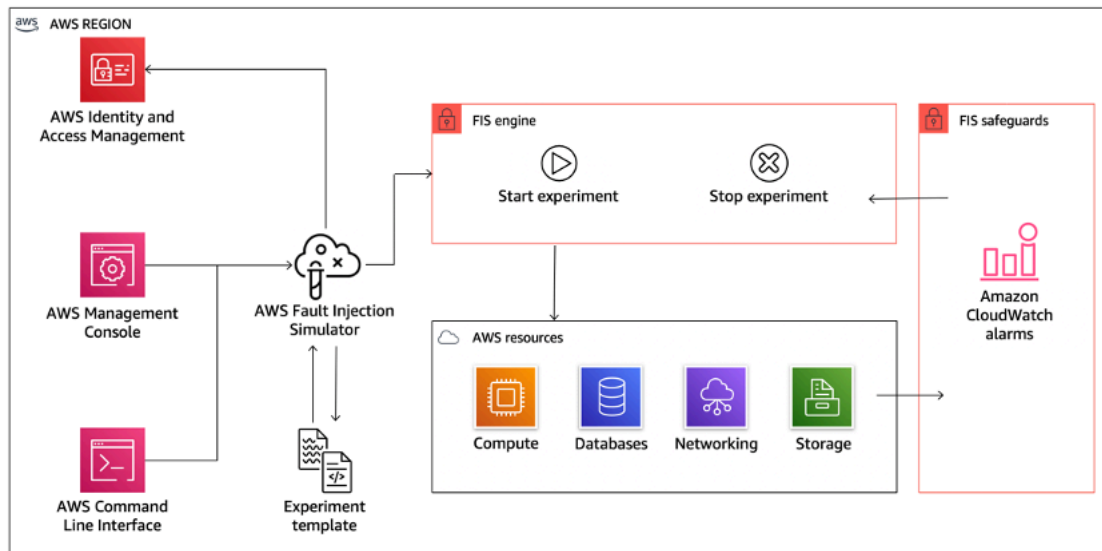 aws
AWS REGION
AWS Identity and
Access Management
FIS engine
FIS safeguards
Start experiment
Stop experiment
AWS Management
Console
AWS Fault Injection
Simulator
Amazon
CloudWatch
alarms
AWS resources
Compute
Databases
Networking
Storage
AWS Command
Line Interface
Experiment
template